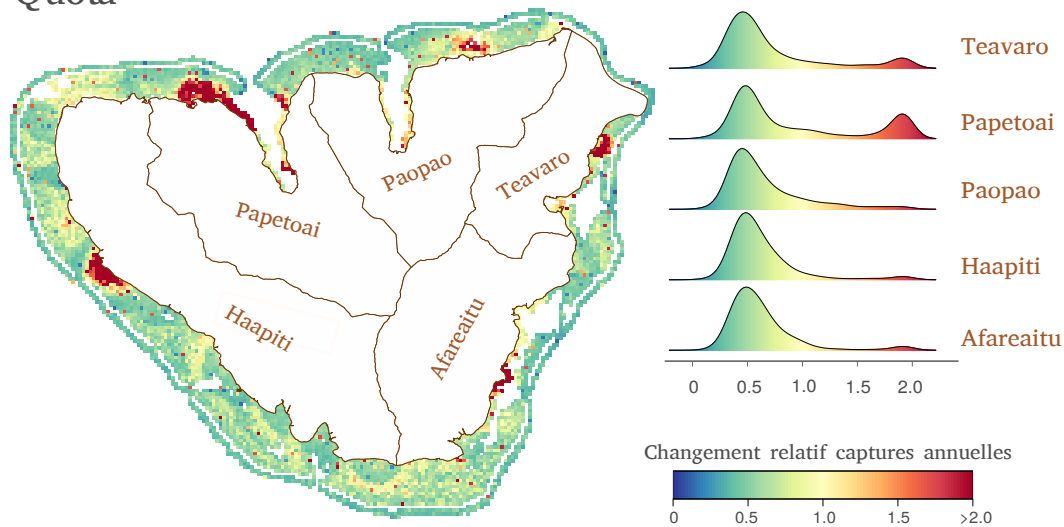 Quota
Teavaro
Papetoai
Paopao
Haapiti
Afareaitu
0 0.5 1.0 1.5 2.0
Paopao
Teavaro
Papetoai
Haapiti
Afareaitu
Changement relatif captures annuelles
0 0.5 1.0 1.5 >2.0